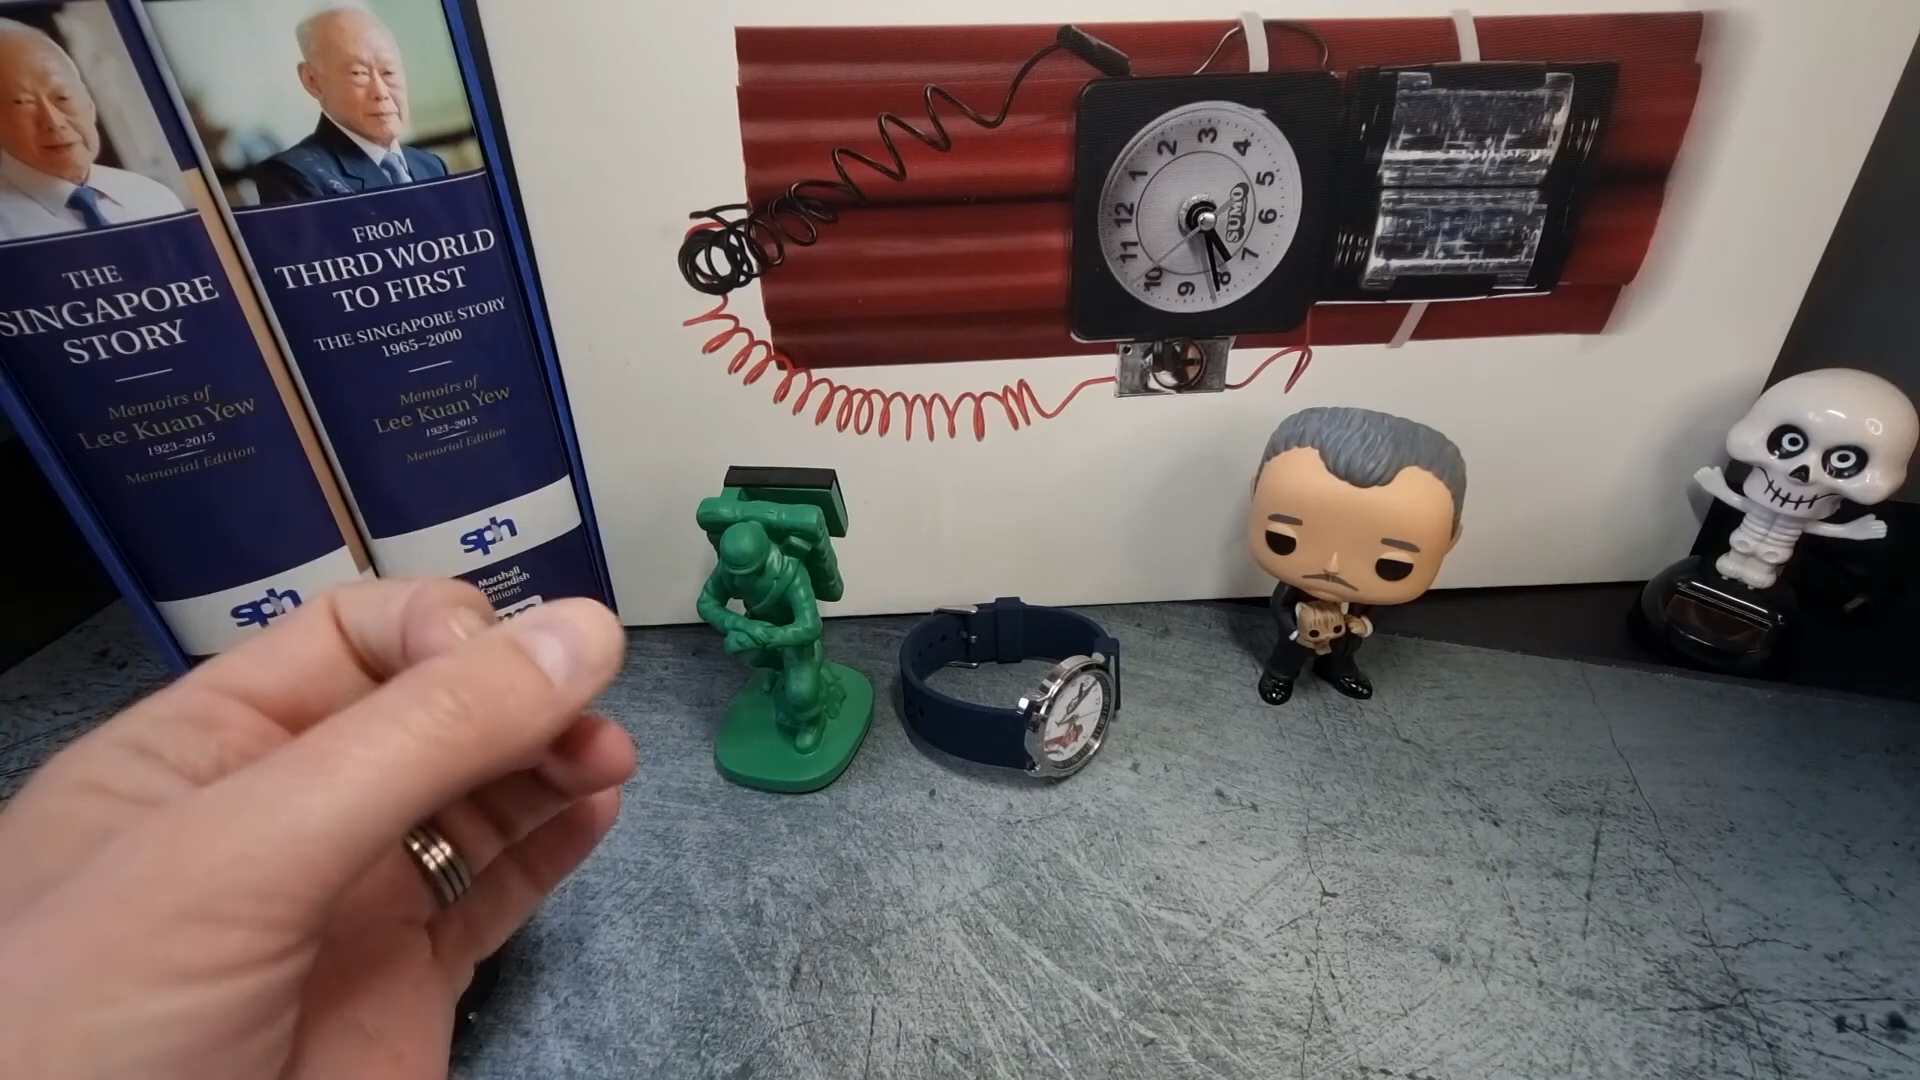 THE
SINGAPORE
STORY
Memoirs of
Lee Kuan Yew
1923–2015
Memorial Edition
sph
FROM
THIRD WORLD
TO FIRST
THE SINGAPORE STORY
1965–2000
Memoirs of
Lee Kuan Yew
1923–2015
Memorial Edition
sph
Marshall
Cavendish
Editions
12
1
2
3
4
5
6
7
8
9
10
11
SUMO